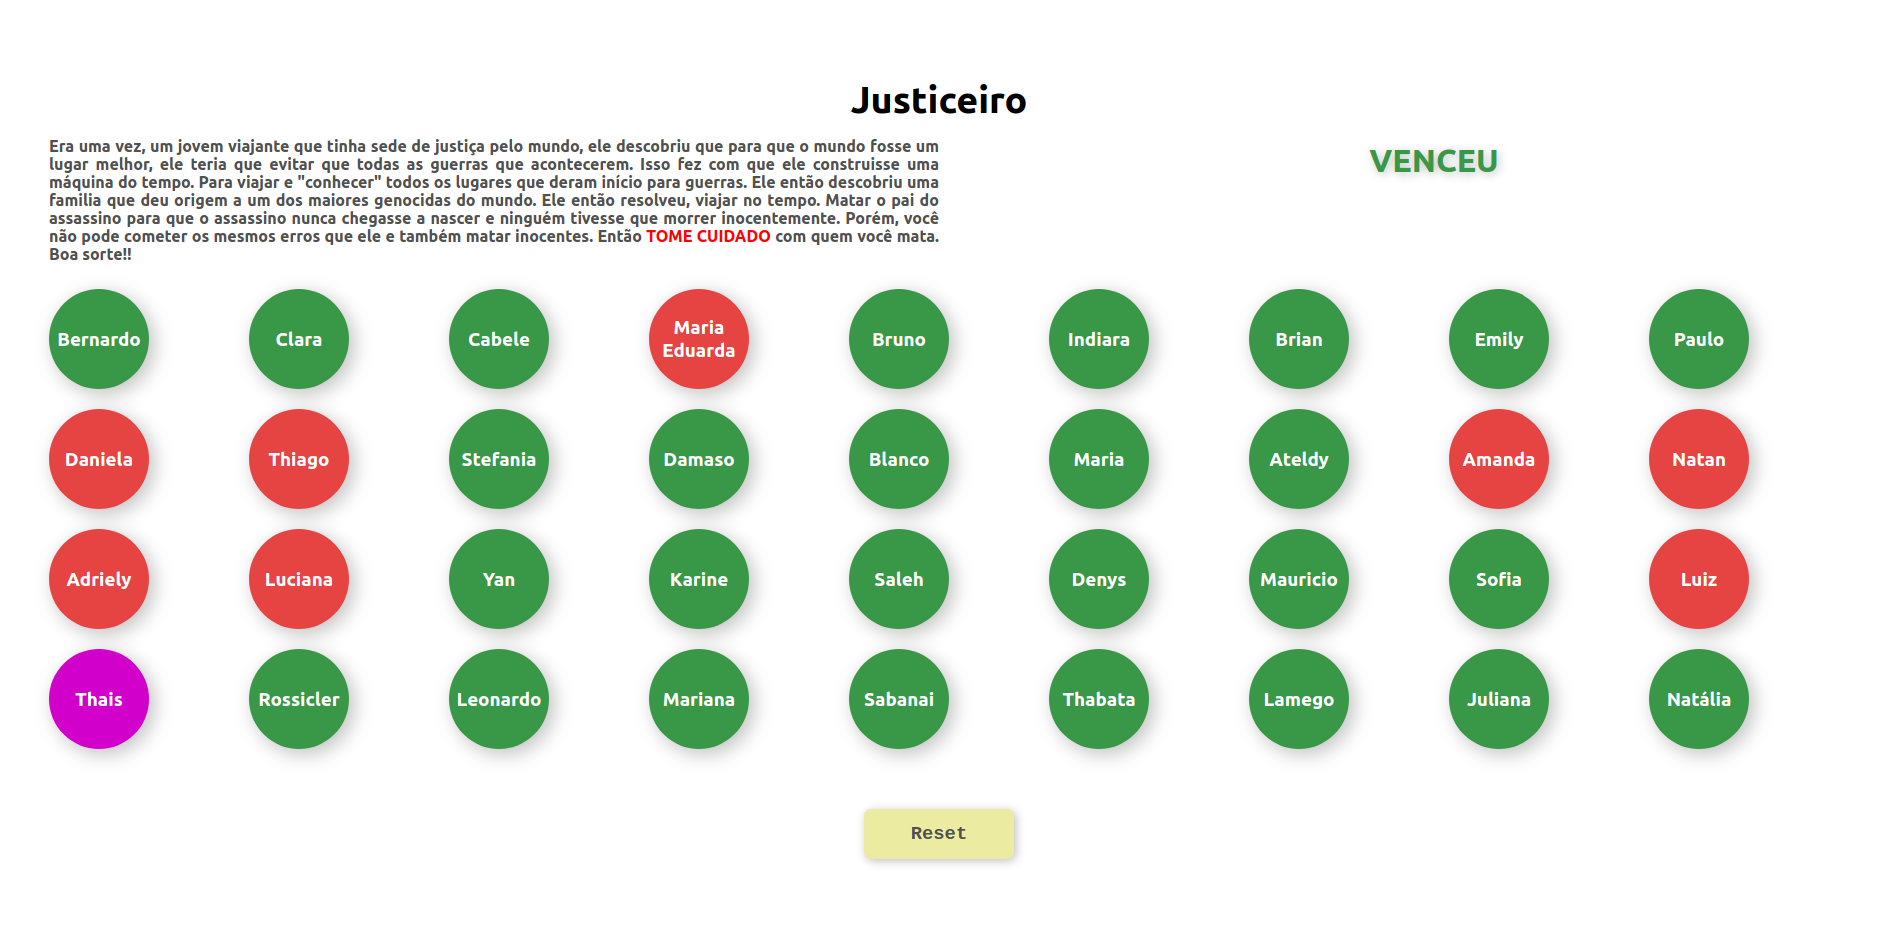 Justiceiro
Era uma vez, um jovem viajante que tinha sede de justiça pelo mundo, ele descobriu que para que o mundo fosse um
lugar melhor, ele teria que evitar que todas as guerras que acontecerem. Isso fez com que ele construisse uma
máquina do tempo. Para viajar e "conhecer" todos os lugares que deram início para guerras. Ele então descobriu uma
familia que deu origem a um dos maiores genocidas do mundo. Ele então resolveu, viajar no tempo. Matar o pai do
assassino para que o assassino nunca chegasse a nascer e ninguém tivesse que morrer inocentemente. Porém, você
não pode cometer os mesmos erros que ele e também matar inocentes. Então TOME CUIDADO com quem você mata.
Boa sorte!!
VENCEU
Bernardo
Clara
Cabele
Maria
Eduarda
Bruno
Indiara
Brian
Emily
Paulo
Daniela
Thiago
Stefania
Damaso
Blanco
Maria
Ateldy
Amanda
Natan
Adriely
Luciana
Yan
Karine
Saleh
Denys
Mauricio
Sofia
Luiz
Thais
Rossicler
Leonardo
Mariana
Sabanai
Thabata
Lamego
Juliana
Natália
Reset